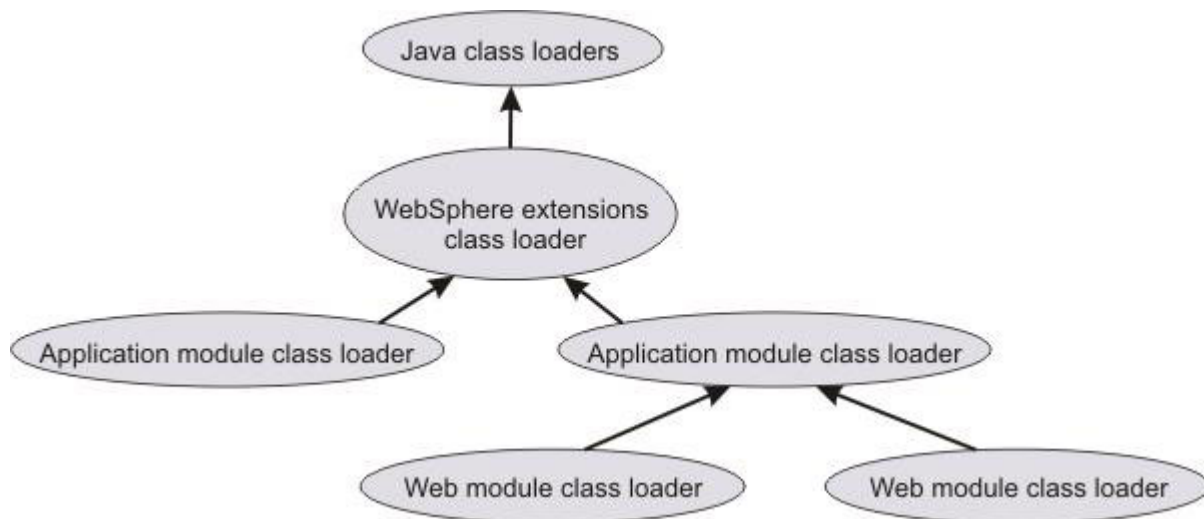 Java class loaders
WebSphere extensions
class loader
Application module class loader
Application module class loader
Web module class loader
Web module class loader